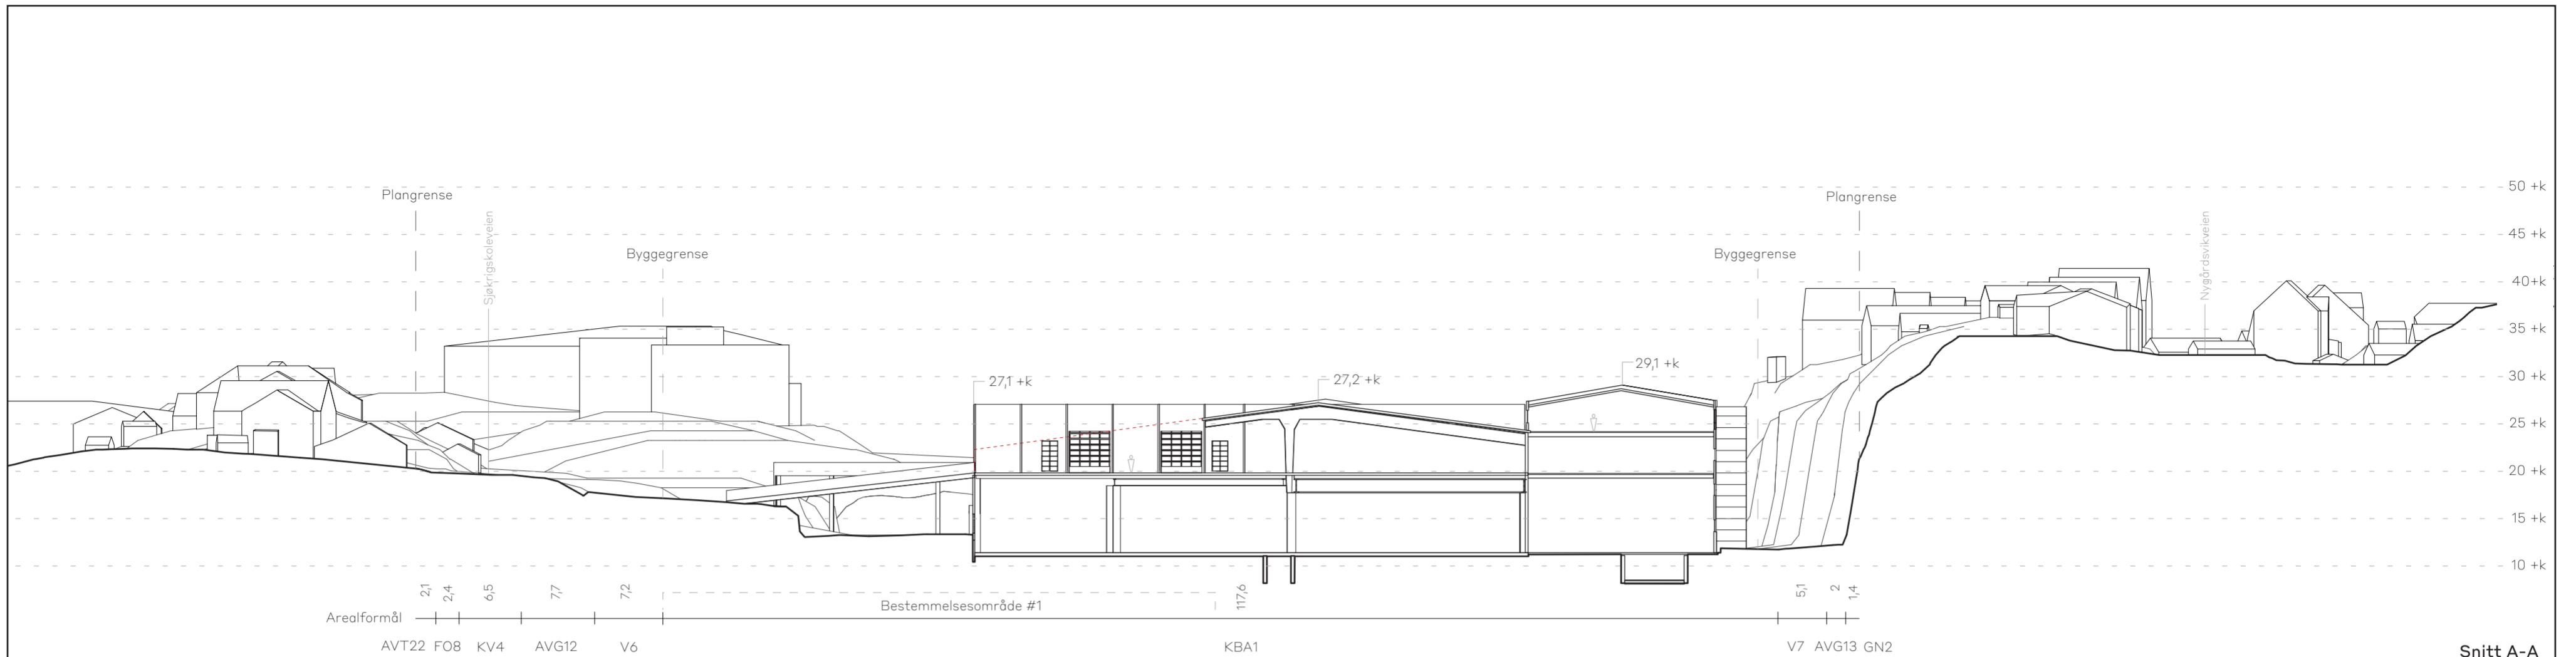 50 +k
Plangrense
Plangrense
Sjøkrigskoleveien
Nygårdsvikveien
45 +k
Byggegrense
Byggegrense
40 +k
35 +k
29,1 +k
27,1 +k
27,2 +k
30 +k
25 +k
20 +k
15 +k
10 +k
2,1
2,4
6,5
7,7
7,2
117,6
5,1
2
1,4
Bestemmelsesområde #1
Arealformål
AVT22 FO8 KV4 AVG12 V6 KBA1 V7 AVG13 GN2
Snitt A-A